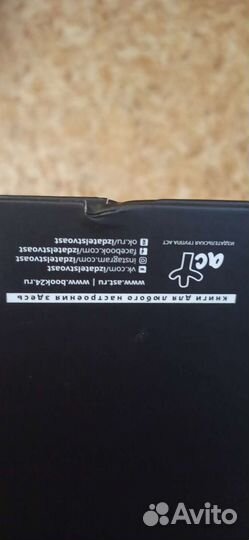 книги для любого настроения здесь
www.ast.ru | www.book24.ru
vk.com/izdatelstvoast
instagram.com/izdatelstvoast
facebook.com/izdatelstvoast
ok.ru/izdatelstvoast
аст
ИЗДАТЕЛЬСКАЯ ГРУППА АСТ
Avito